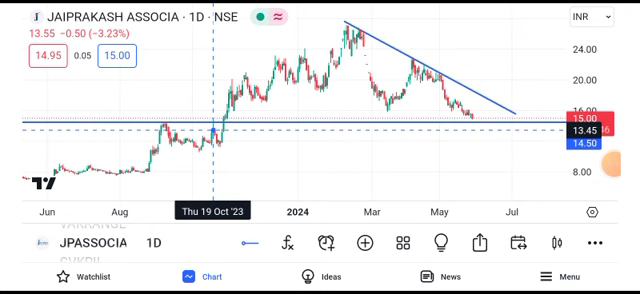 JAIPRAKASH ASSOCIA · 1D · NSE
INR
13.55 −0.50 (−3.23%)
14.95 0.05 15.00
24.00
20.00
16.00
15.00
13.45
14.50
8.00
Jun Aug Thu 19 Oct '23 2024 Mar May Jul
JPASSOCIA 1D
Watchlist Chart Ideas News Menu